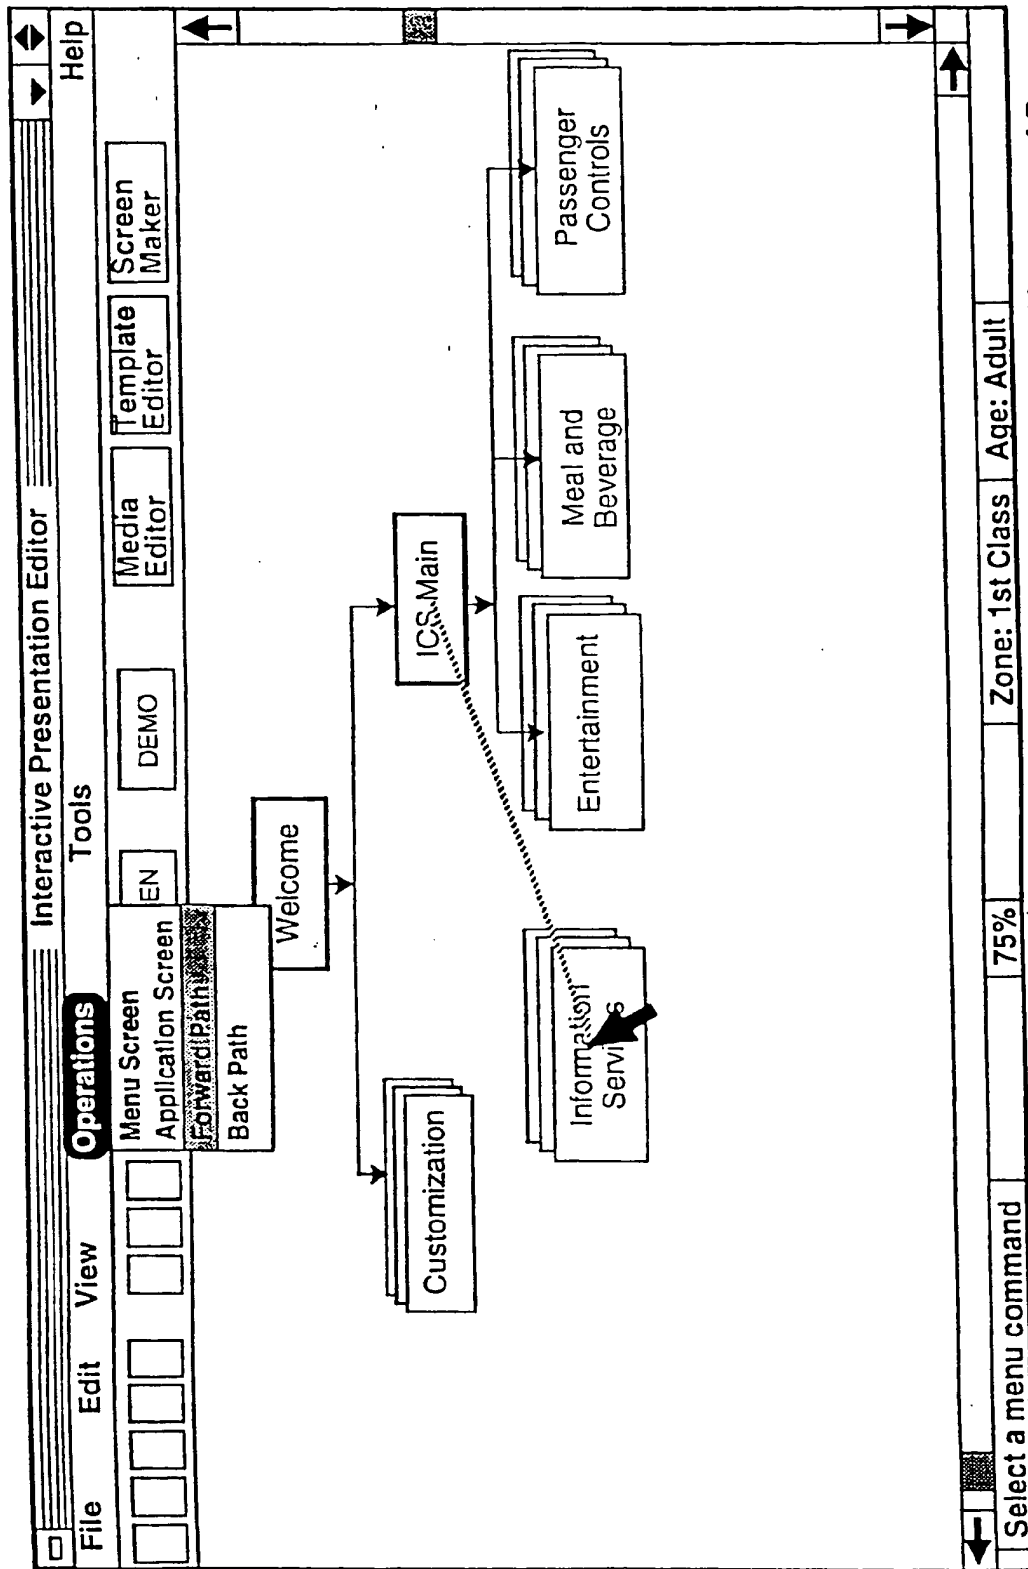 Interactive Presentation Editor
File Edit View Operations Tools Help
EN DEMO Media Editor Template Editor Screen Maker
Menu Screen
Application Screen
Forward Path
Back Path
Welcome
Customization
ICS Main
Information
Services
Entertainment
Meal and
Beverage
Passenger
Controls
Select a menu command 75% Zone: 1st Class Age: Adult